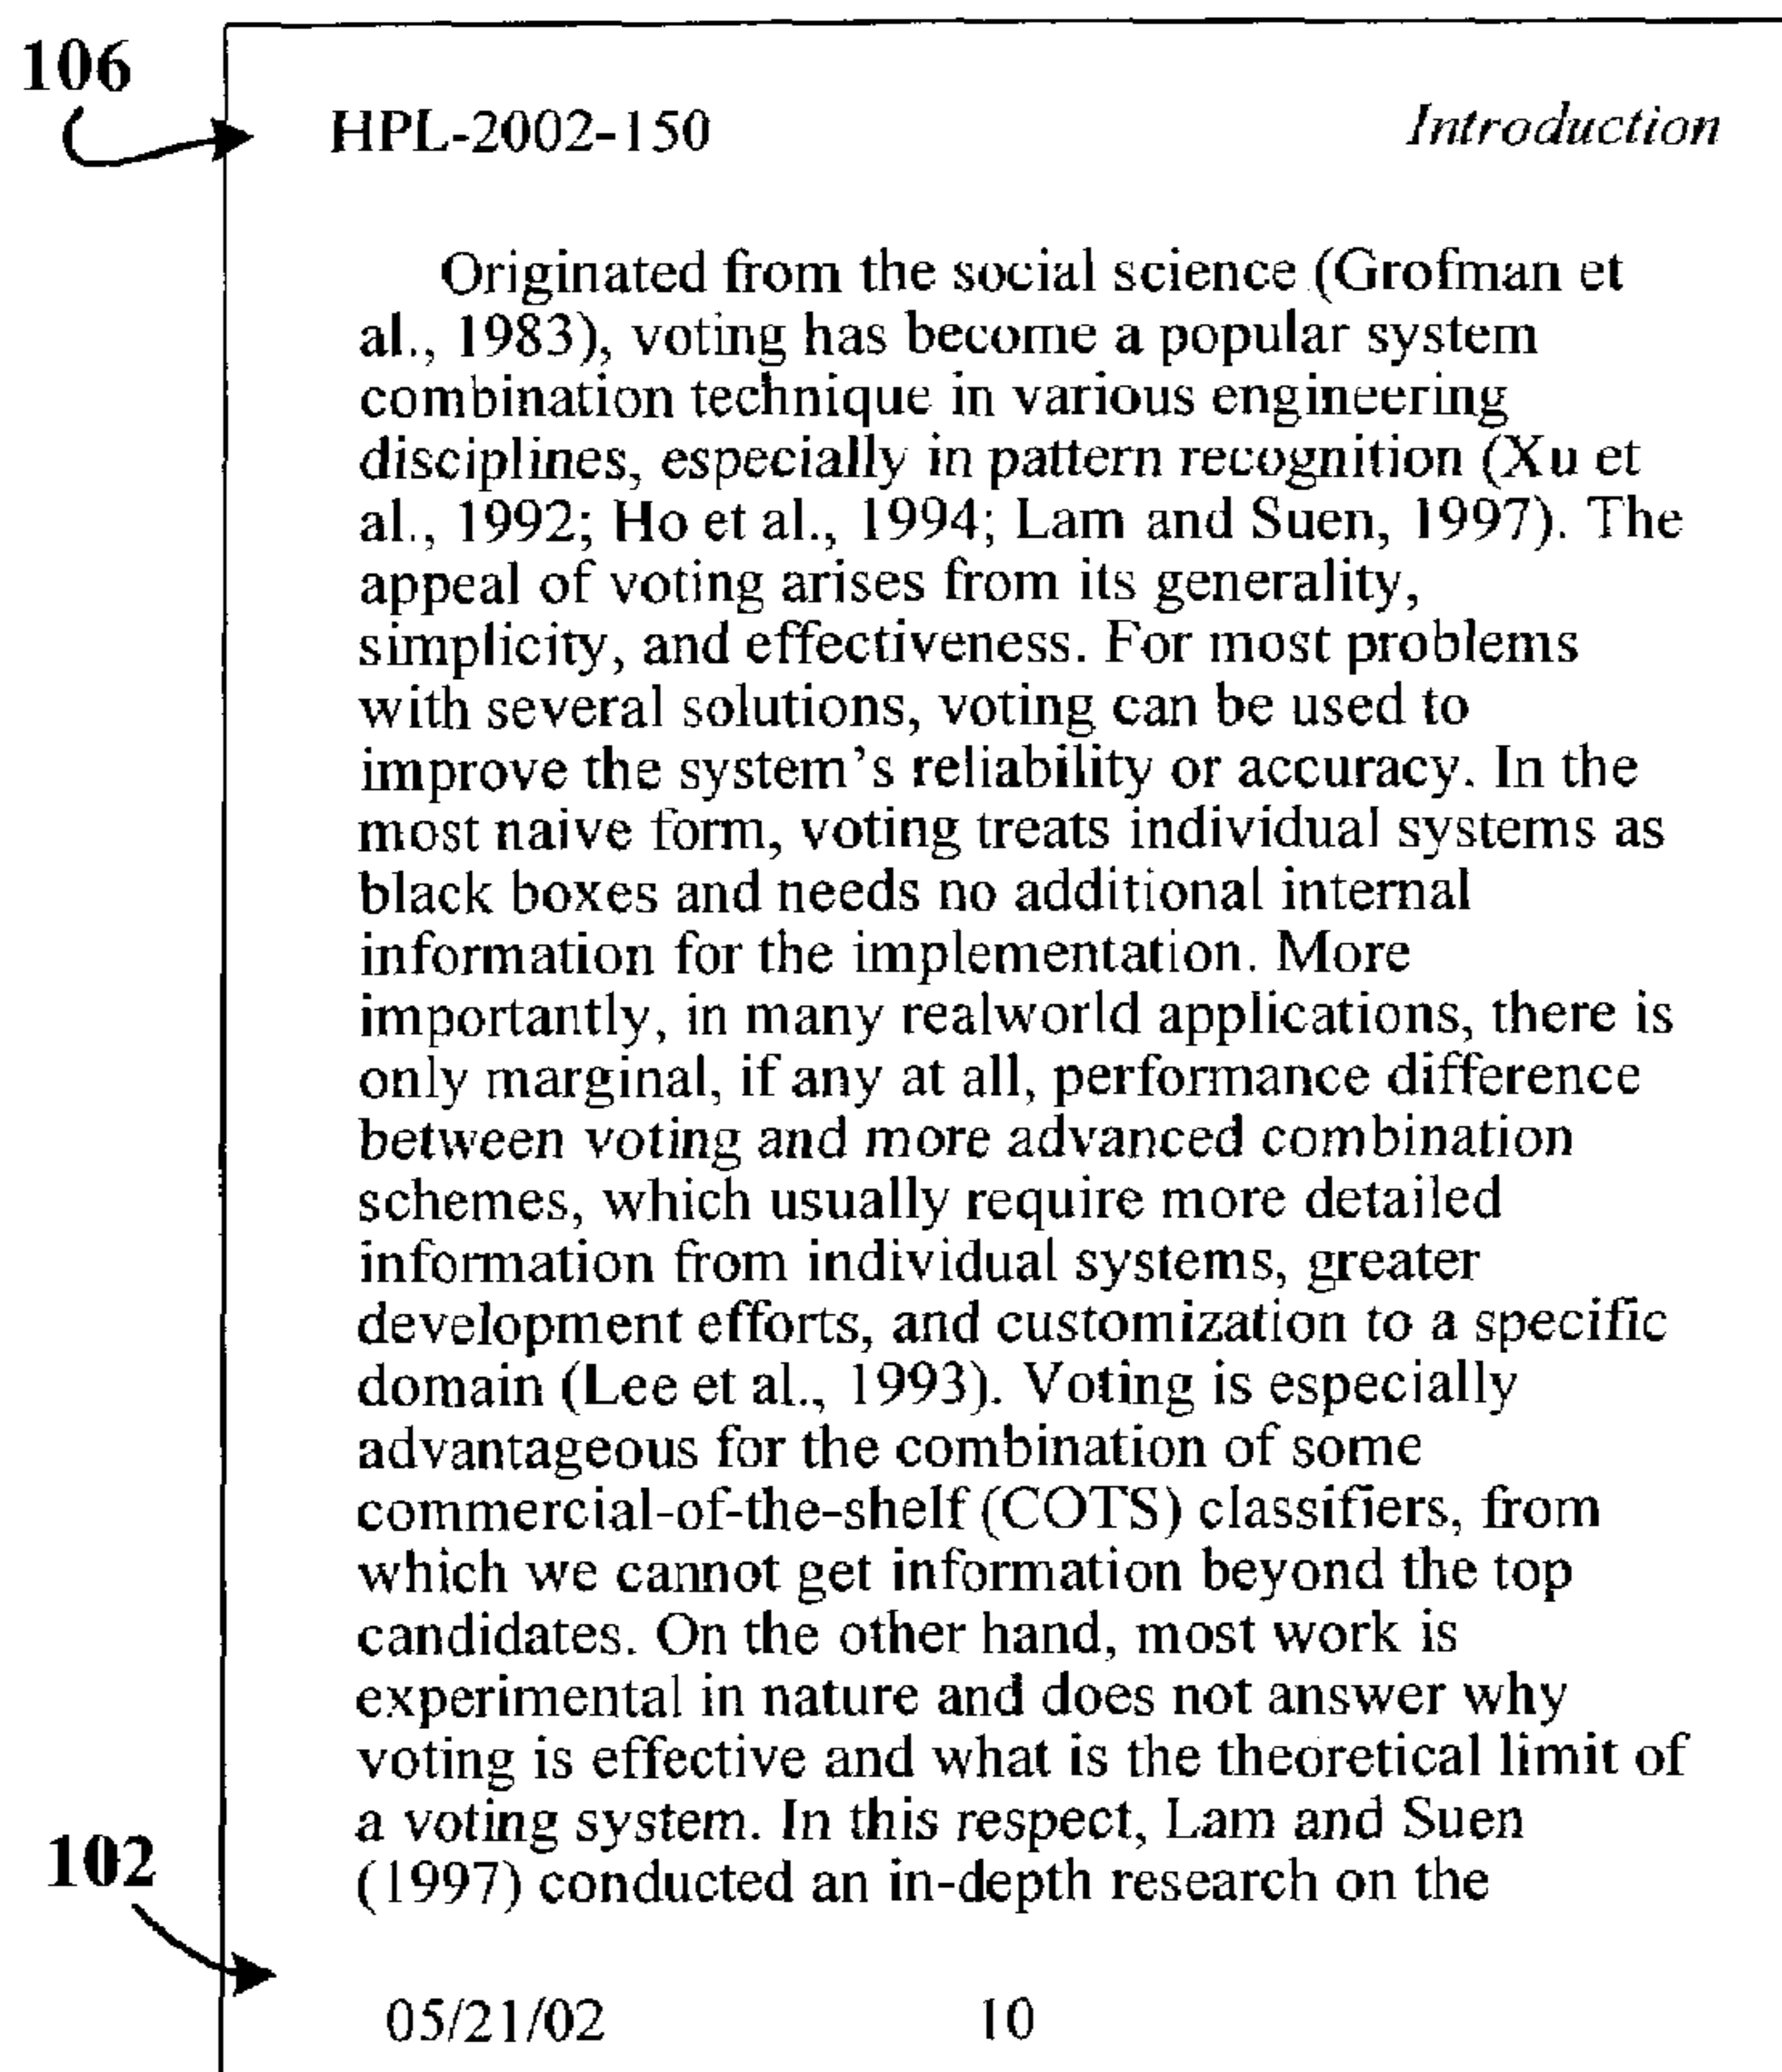 106
HPL-2002-150 Introduction
Originated from the social science (Grofman et
al., 1983), voting has become a popular system
combination technique in various engineering
disciplines, especially in pattern recognition (Xu et
al., 1992; Ho et al., 1994; Lam and Suen, 1997). The
appeal of voting arises from its generality,
simplicity, and effectiveness. For most problems
with several solutions, voting can be used to
improve the system's reliability or accuracy. In the
most naive form, voting treats individual systems as
black boxes and needs no additional internal
information for the implementation. More
importantly, in many realworld applications, there is
only marginal, if any at all, performance difference
between voting and more advanced combination
schemes, which usually require more detailed
information from individual systems, greater
development efforts, and customization to a specific
domain (Lee et al., 1993). Voting is especially
advantageous for the combination of some
commercial-of-the-shelf (COTS) classifiers, from
which we cannot get information beyond the top
candidates. On the other hand, most work is
experimental in nature and does not answer why
voting is effective and what is the theoretical limit of
a voting system. In this respect, Lam and Suen
(1997) conducted an in-depth research on the
102
05/21/02 10